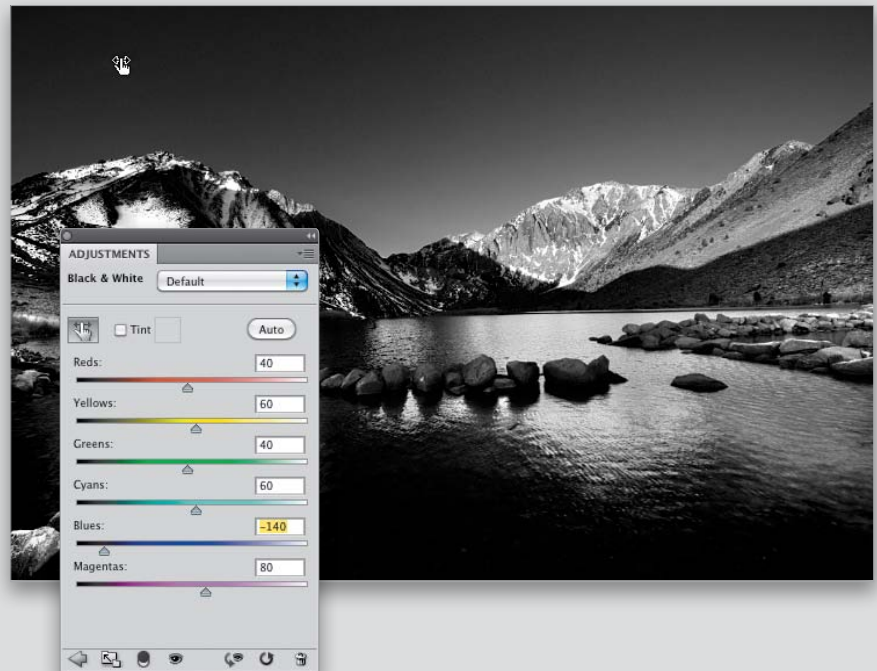 ADJUSTMENTS
Black & White Default
Tint Auto
Reds: 40
Yellows: 60
Greens: 40
Cyans: 60
Blues: -140
Magentas: 80